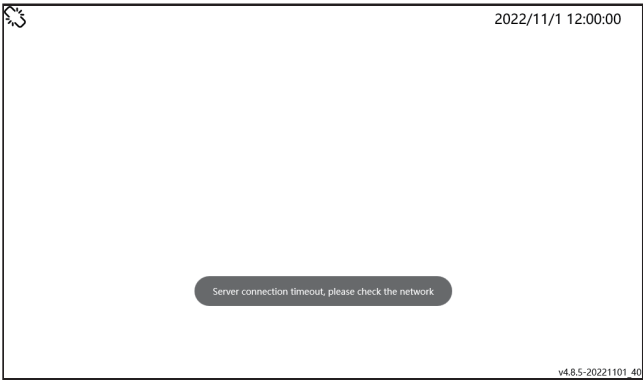 2022/11/1 12:00:00
Server connection timeout, please check the network
v4.8.5-20221101_40